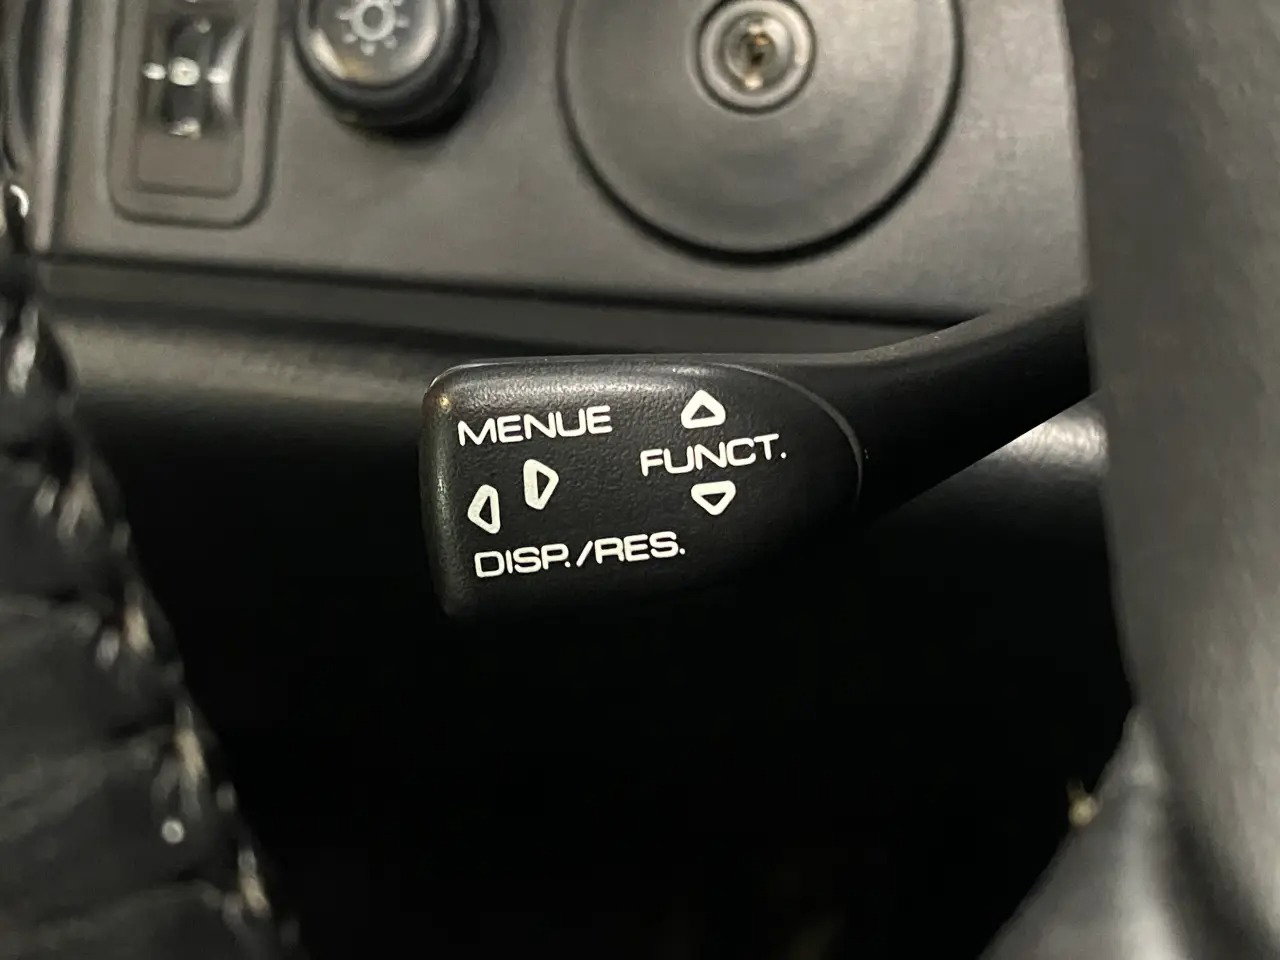 MENUE
FUNCT.
DISP./RES.